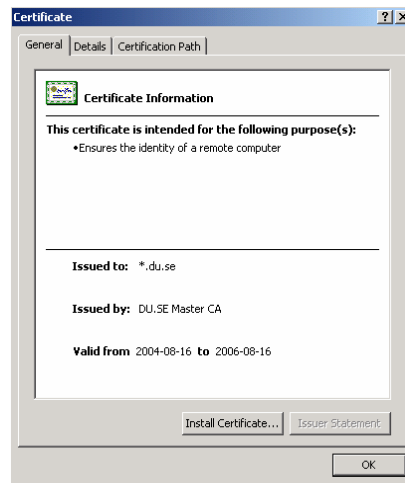 Certificate
General Details Certification Path
Certificate Information
This certificate is intended for the following purpose(s):
•Ensures the identity of a remote computer
Issued to: *.du.se
Issued by: DU.SE Master CA
Valid from 2004-08-16 to 2006-08-16
Install Certificate... Issuer Statement
OK